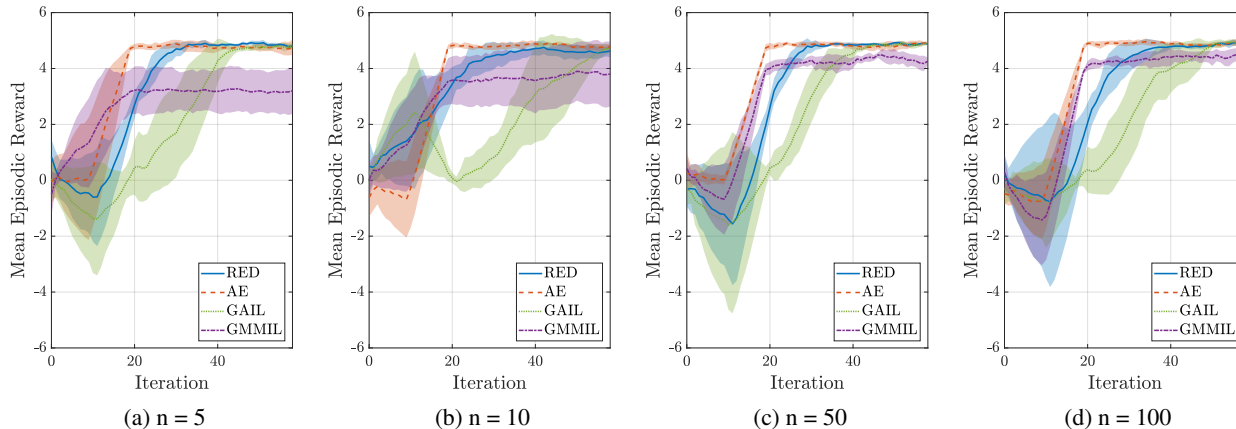 6
4
2
0
-2
-4
-6
Mean Episodic Reward
0
20
40
Iteration
RED
AE
GAIL
GMMIL
(a) n = 5
6
4
2
0
-2
-4
-6
Mean Episodic Reward
0
20
40
Iteration
RED
AE
GAIL
GMMIL
(b) n = 10
6
4
2
0
-2
-4
-6
Mean Episodic Reward
0
20
40
Iteration
RED
AE
GAIL
GMMIL
(c) n = 50
6
4
2
0
-2
-4
-6
Mean Episodic Reward
0
20
40
Iteration
RED
AE
GAIL
GMMIL
(d) n = 100